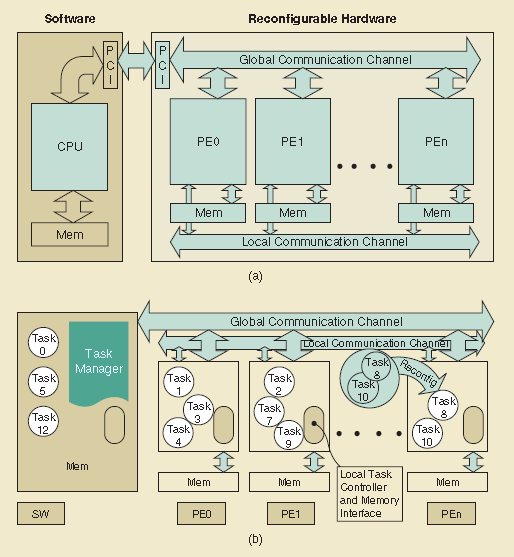 Software
Reconfigurable Hardware
PCI
PCI
Global Communication Channel
CPU
PE0
PE1
PEn
Mem
Mem
Mem
Mem
Local Communication Channel
(a)
Global Communication Channel
Local Communication Channel
Task
0
Task
Manager
Task
5
Task
12
Mem
Task
1
Task
3
Task
4
Task
2
Task
7
Task
9
Task
8
Task
10
Reconfig
Task
8
Task
10
Mem
Mem
Local Task
Controller
and Memory
Interface
Mem
SW
PE0
PE1
PEn
(b)